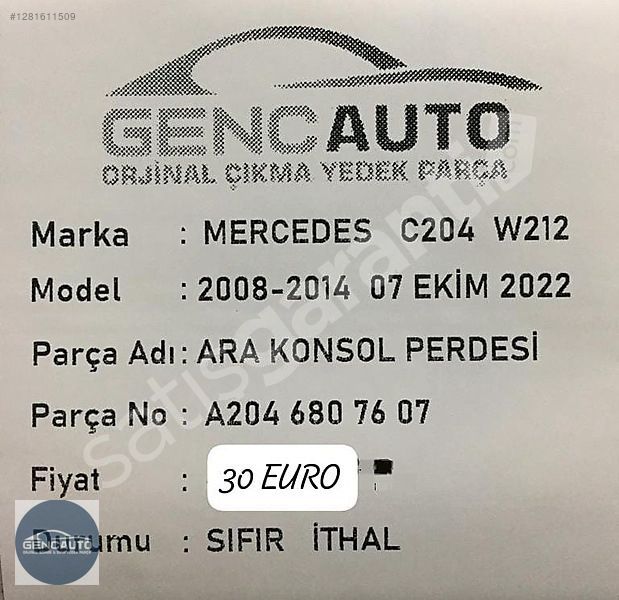 #1281611509
GENCAUTO
ORJİNAL ÇIKMA YEDEK PARÇA
Marka : MERCEDES C204 W212
Model : 2008-2014 07 EKİM 2022
Parça Adı : ARA KONSOL PERDESİ
Parça No : A204 680 76 07
Fiyat : 30 EURO
Durumu : SIFIR İTHAL
GENCAUTO
satışgaranti